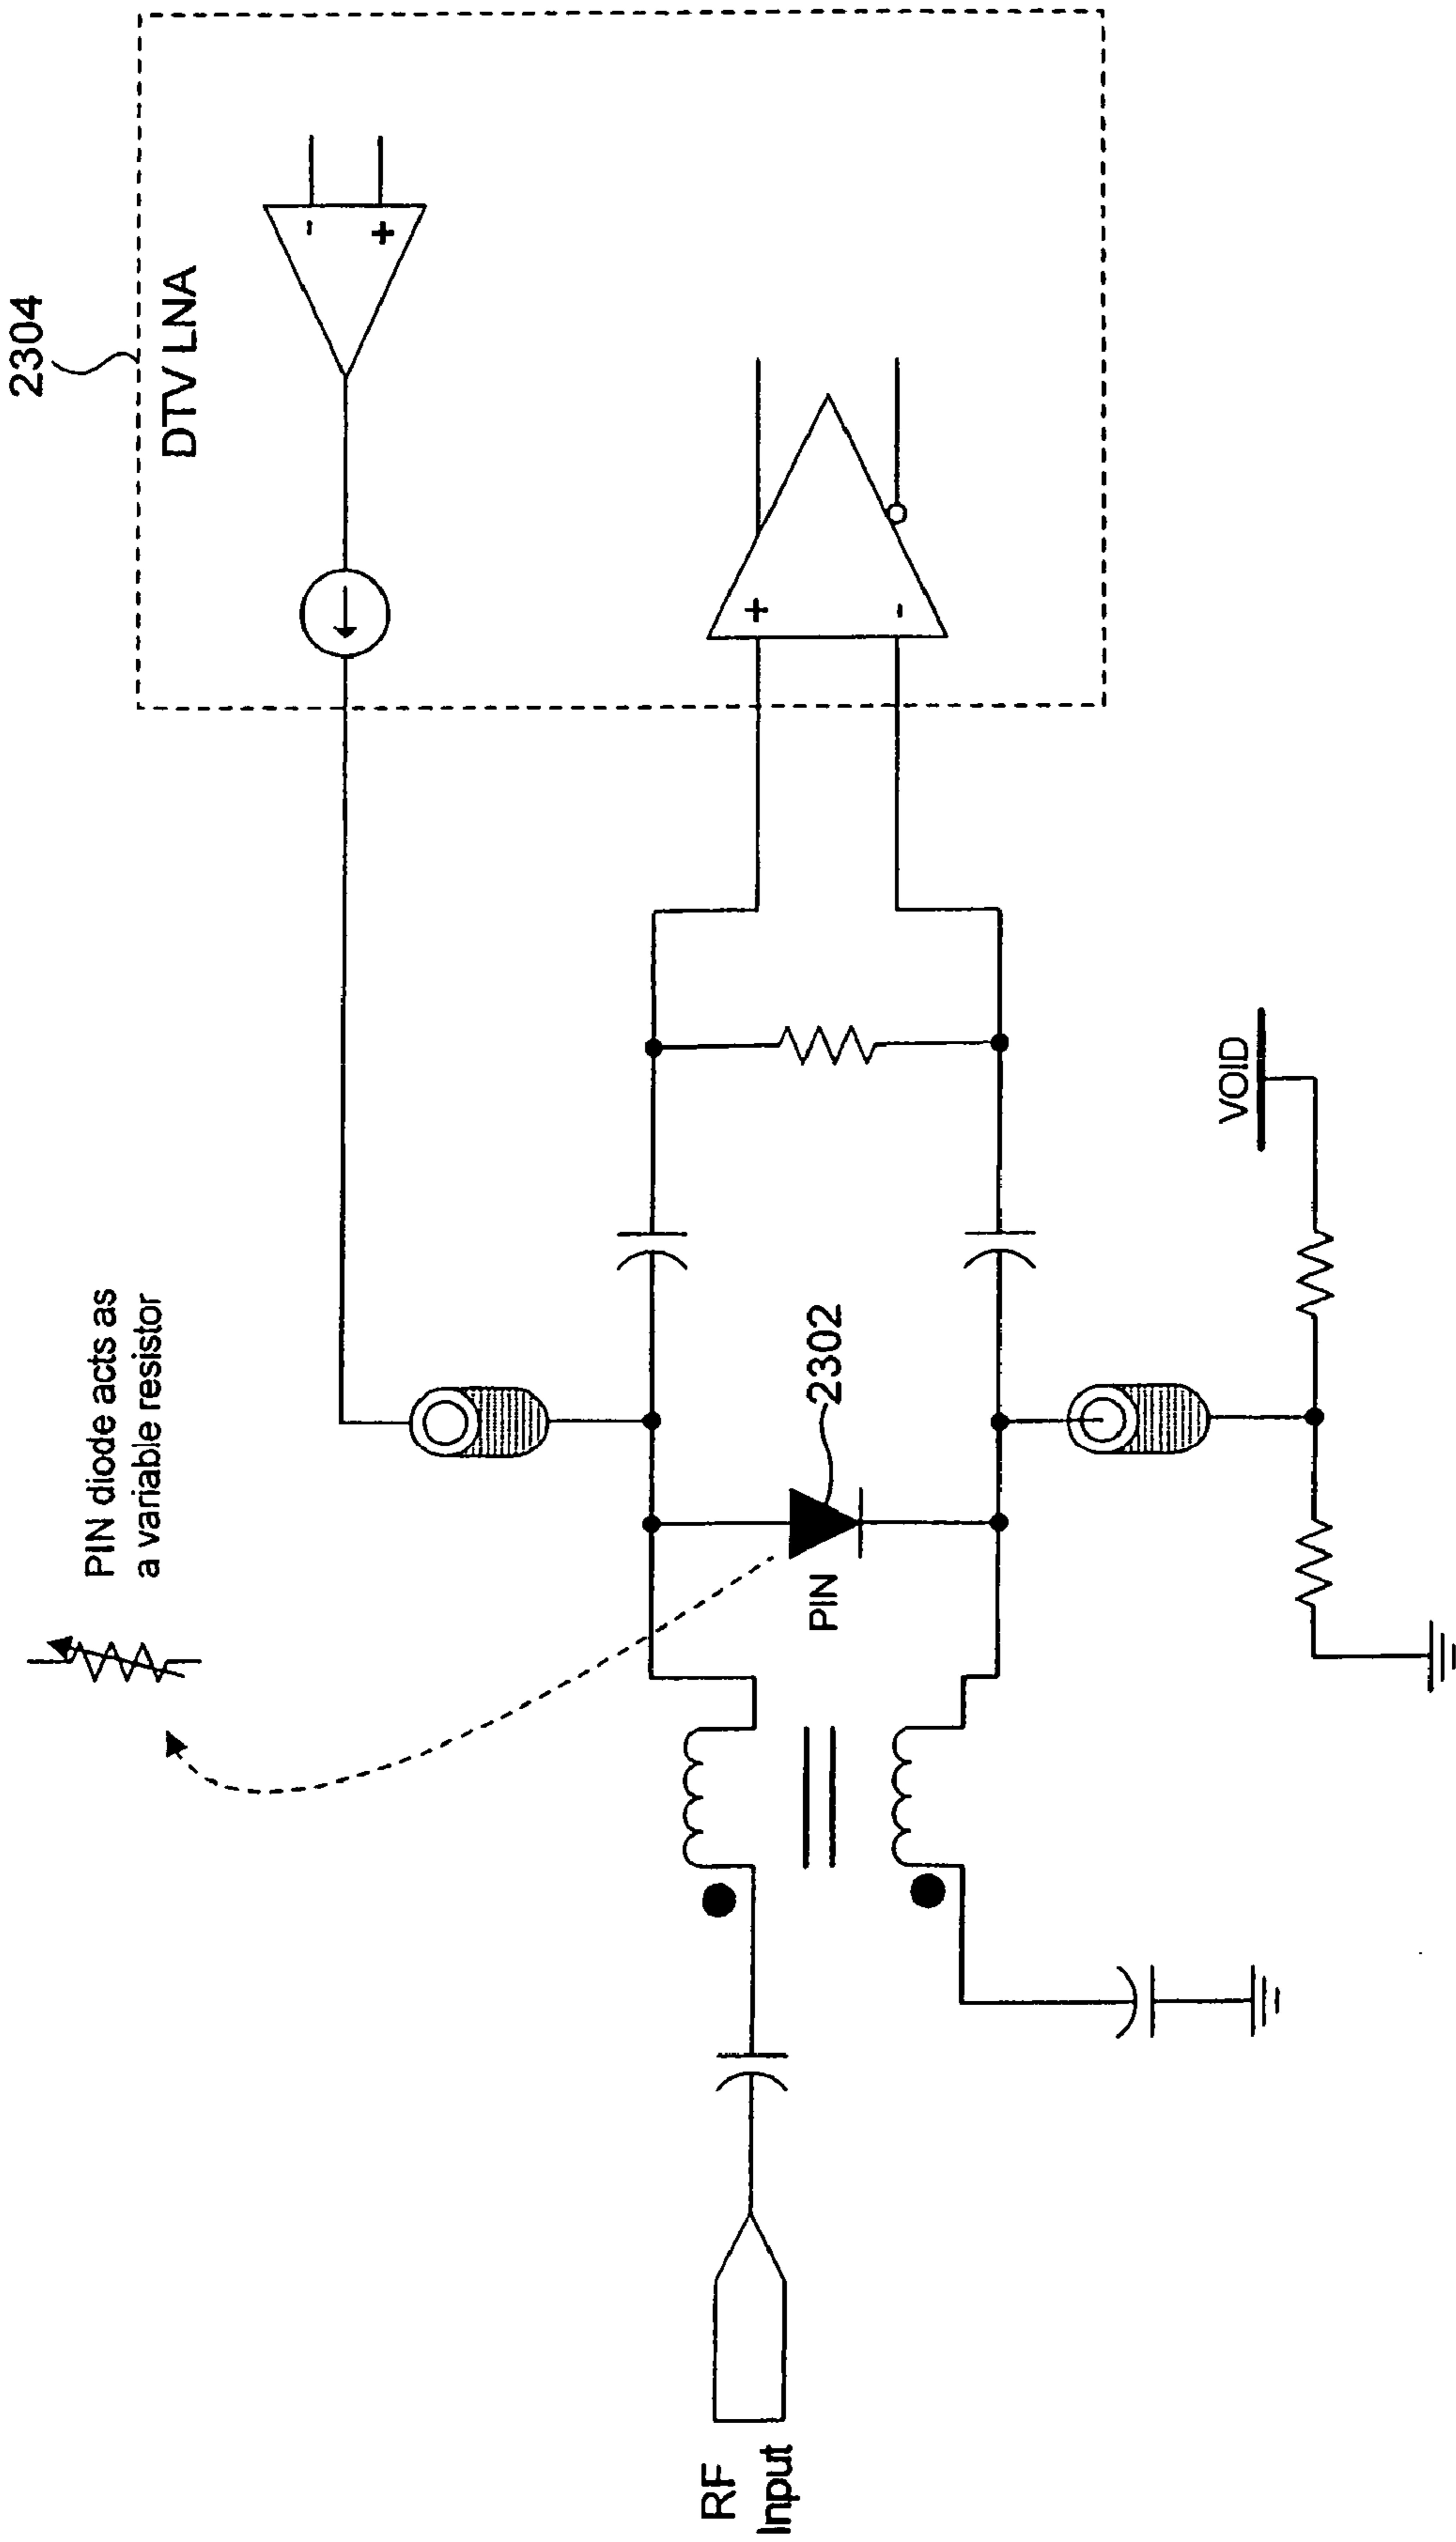 2304
DTV LNA
-
+
PIN diode acts as
a variable resistor
+
-
2302
PIN
VOID
RF
Input